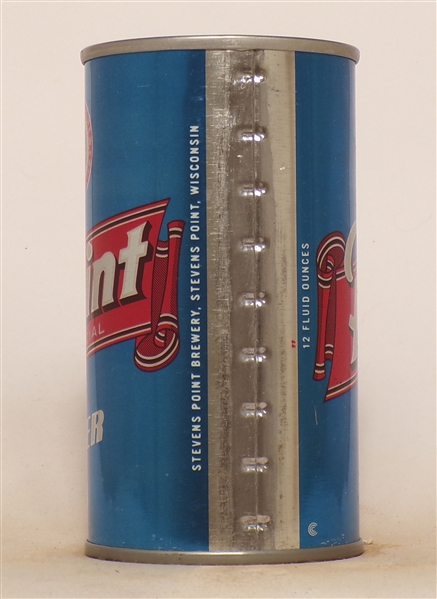 int
AL
ER
STEVENS POINT BREWERY, STEVENS POINT, WISCONSIN
12 FLUID OUNCES